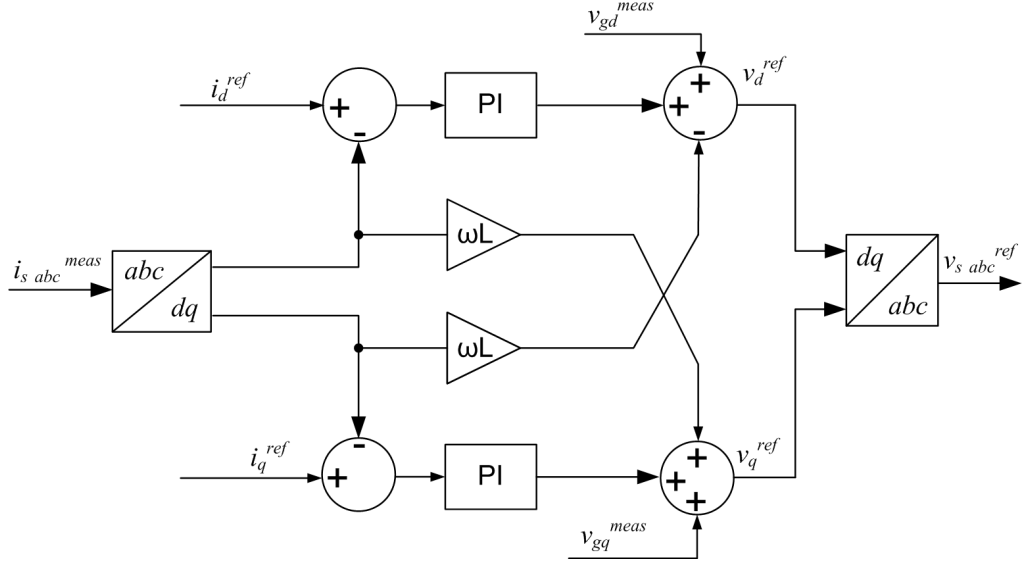 v_gd^meas
i_d^ref
+
-
PI
+
+
-
v_d^ref
i_s abc^meas
abc
dq
ωL
ωL
dq
abc
v_s abc^ref
i_q^ref
-
+
PI
+
+
+
v_q^ref
v_gq^meas